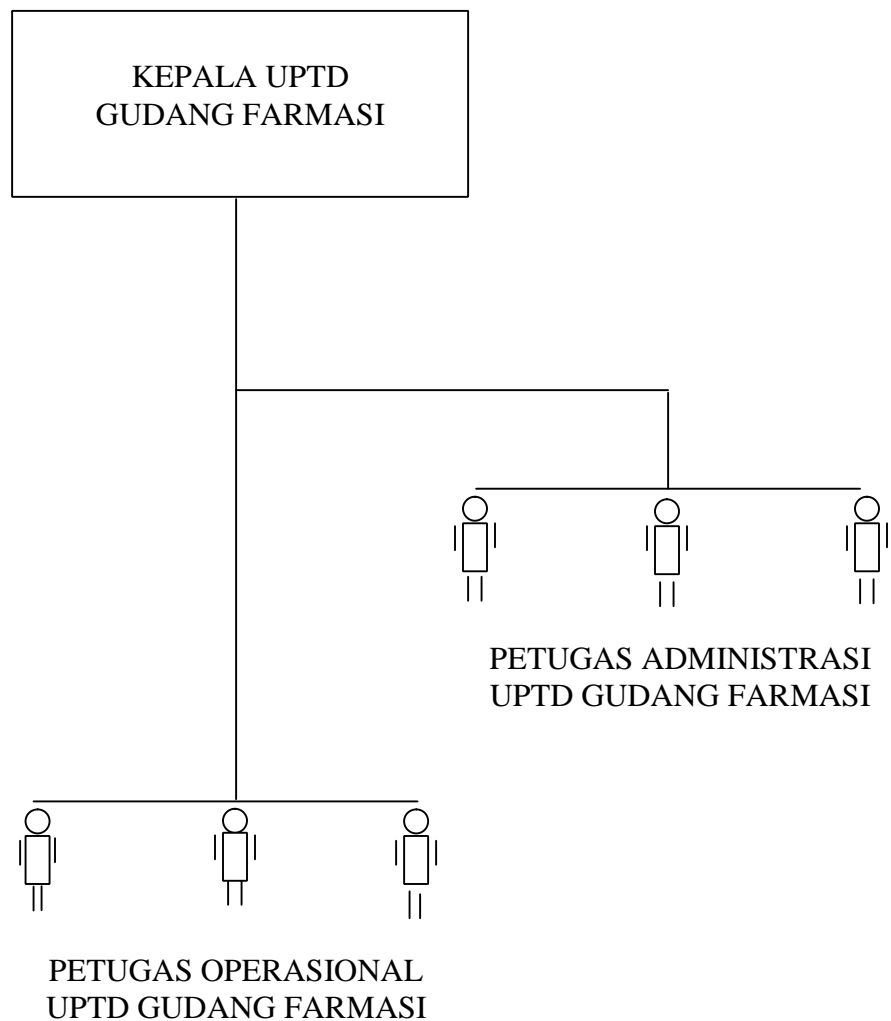 KEPALA UPTD
GUDANG FARMASI
PETUGAS ADMINISTRASI
UPTD GUDANG FARMASI
PETUGAS OPERASIONAL
UPTD GUDANG FARMASI